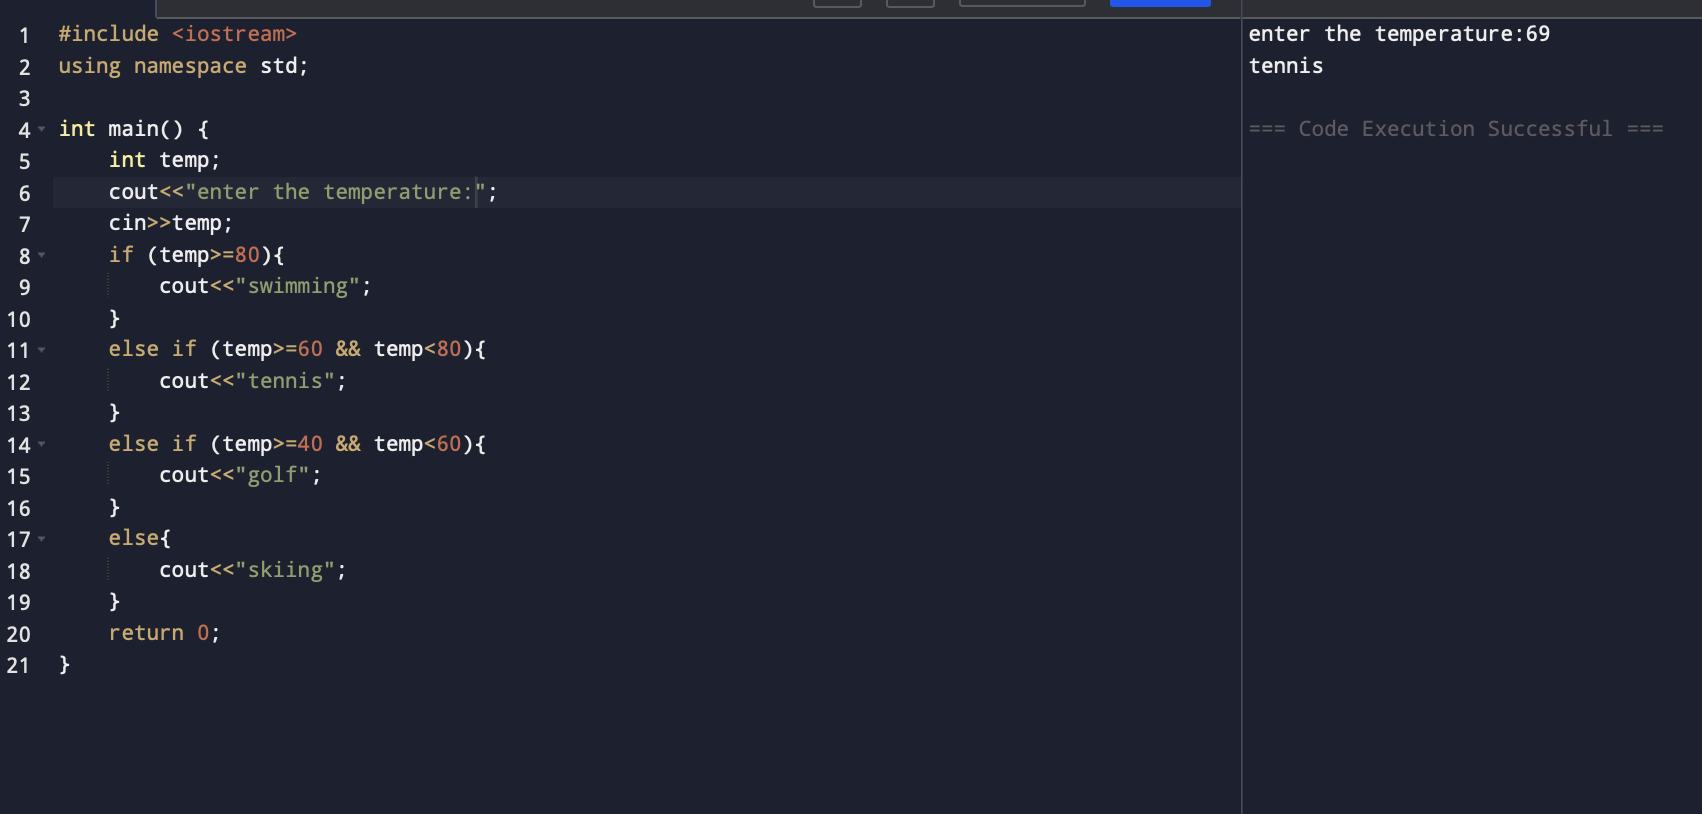 1 #include <iostream>
2 using namespace std;
3
4 int main() {
5     int temp;
6     cout<<"enter the temperature:";
7     cin>>temp;
8     if (temp>=80){
9         cout<<"swimming";
10     }
11     else if (temp>=60 && temp<80){
12         cout<<"tennis";
13     }
14     else if (temp>=40 && temp<60){
15         cout<<"golf";
16     }
17     else{
18         cout<<"skiing";
19     }
20     return 0;
21 }
enter the temperature:69
tennis
=== Code Execution Successful ===